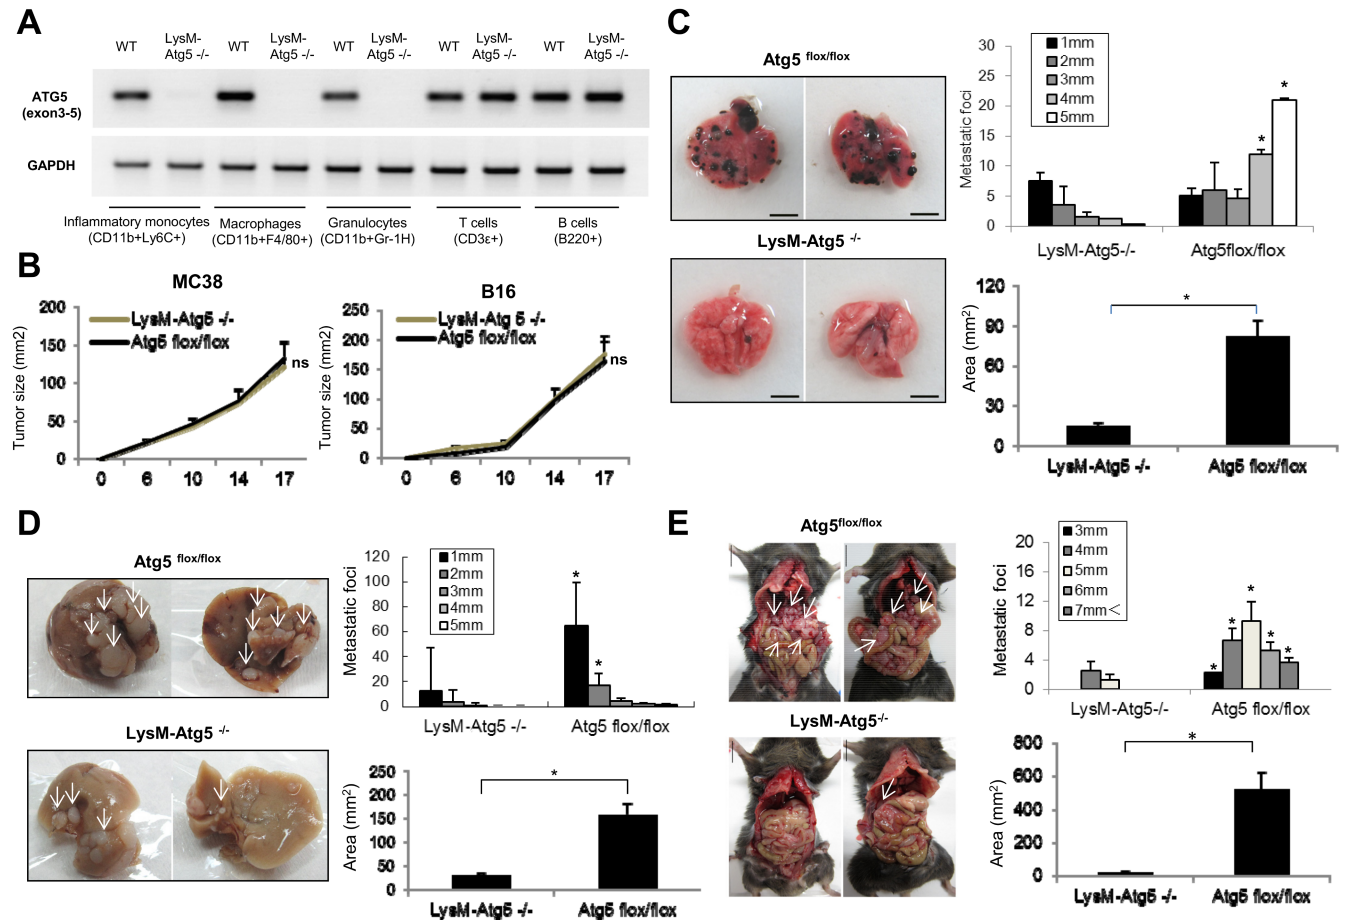 A
WT
LysM-
Atg5 -/-
WT
LysM-
Atg5 -/-
WT
LysM-
Atg5 -/-
WT
LysM-
Atg5 -/-
WT
LysM-
Atg5 -/-
ATG5
(exon3-5)
GAPDH
Inflammatory monocytes
(CD11b+Ly6C+)
Macrophages
(CD11b+F4/80+)
Granulocytes
(CD11b+Gr-1H)
T cells
(CD3ε+)
B cells
(B220+)
B
MC38
Tumor size (mm2)
200
150
100
50
0
LysM-Atg5 -/-
Atg5 flox/flox
ns
0 6 10 14 17
B16
Tumor size (mm2)
250
200
150
100
50
0
LysM-Atg 5 -/-
Atg5 flox/flox
ns
0 6 10 14 17
C
Atg5 flox/flox
LysM-Atg5 -/-
Metastatic foci
30
25
20
15
10
5
0
1mm
2mm
3mm
4mm
5mm
*
*
LysM-Atg5-/-
Atg5flox/flox
Area (mm2)
120
90
60
30
0
*
LysM-Atg5 -/-
Atg5 flox/flox
D
Atg5 flox/flox
LysM-Atg5 -/-
Metastatic foci
120
100
80
60
40
20
0
1mm
2mm
3mm
4mm
5mm
*
*
LysM-Atg5 -/-
Atg5 flox/flox
Area (mm2)
250
200
150
100
50
0
*
LysM-Atg5 -/-
Atg5 flox/flox
E
Atg5flox/flox
LysM-Atg5-/-
Metastatic foci
20
16
12
8
4
0
3mm
4mm
5mm
6mm
7mm<
*
*
*
*
*
LysM-Atg5-/-
Atg5 flox/flox
Area (mm2)
800
600
400
200
0
*
LysM-Atg5 -/-
Atg5 flox/flox